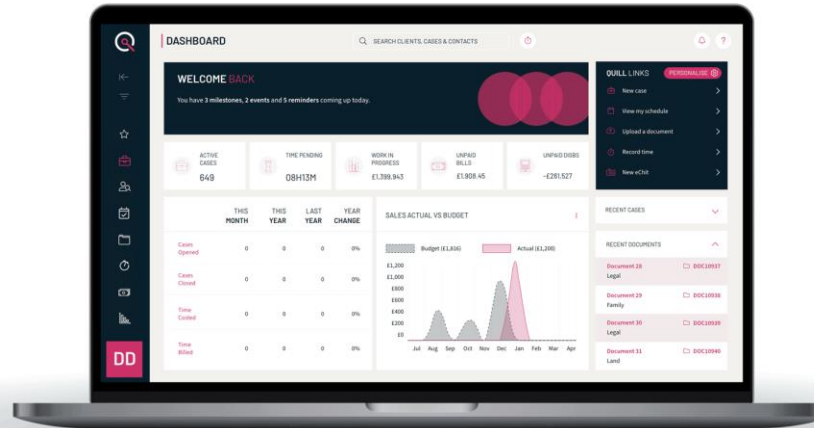 DASHBOARD
SEARCH CLIENTS, CASES & CONTACTS
?
WELCOME BACK
You have 3 milestones, 2 events and 5 reminders coming up today.
QUILL LINKS
PERSONALISE
New case
View my schedule
Upload a document
Record time
New eChit
ACTIVE CASES
649
TIME PENDING
08H13M
WORK IN PROGRESS
£1,399,943
UNPAID BILLS
£1,908.45
UNPAID DISBS
-£261,527
THIS MONTH
THIS YEAR
LAST YEAR
YEAR CHANGE
Cases Opened
0 0 0 0%
Cases Closed
0 0 0 0%
Time Ended
0 0 0 0%
Time Billed
0 0 0 0%
SALES ACTUAL VS BUDGET
Budget (£1,816)
Actual (£1,200)
£1,200
£1,000
£800
£600
£400
£200
£0
Jul Aug Sep Oct Nov Dec Jan Feb Mar Apr
RECENT CASES
RECENT DOCUMENTS
Document 28
DOC10937
Legal
Document 29
DOC10938
Family
Document 30
DOC10939
Legal
Document 31
DOC10940
Land
DD